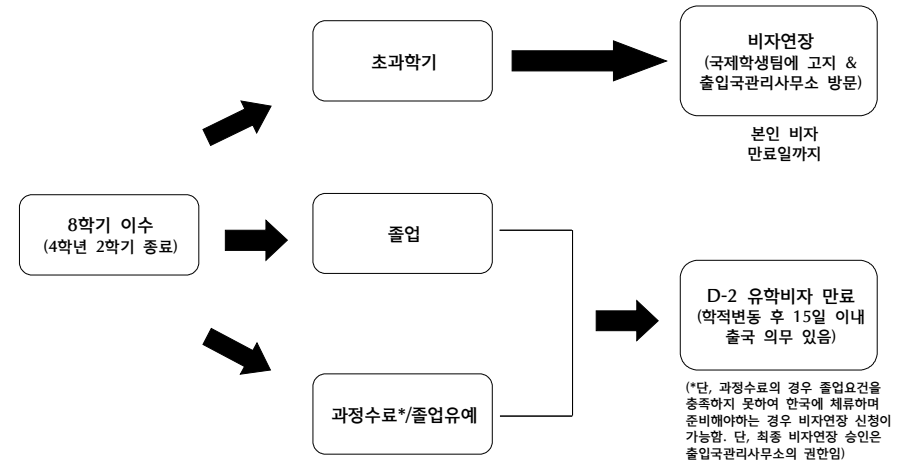 초과학기
비자연장
(국제학생팀에 고지 &
출입국관리사무소 방문)
본인 비자
만료일까지
8학기 이수
(4학년 2학기 종료)
졸업
D-2 유학비자 만료
(학적변동 후 15일 이내
출국 의무 있음)
과정수료*/졸업유예
(*단, 과정수료의 경우 졸업요건을
충족하지 못하여 한국에 체류하며
준비해야하는 경우 비자연장 신청이
가능함. 단, 최종 비자연장 승인은
출입국관리사무소의 권한임)